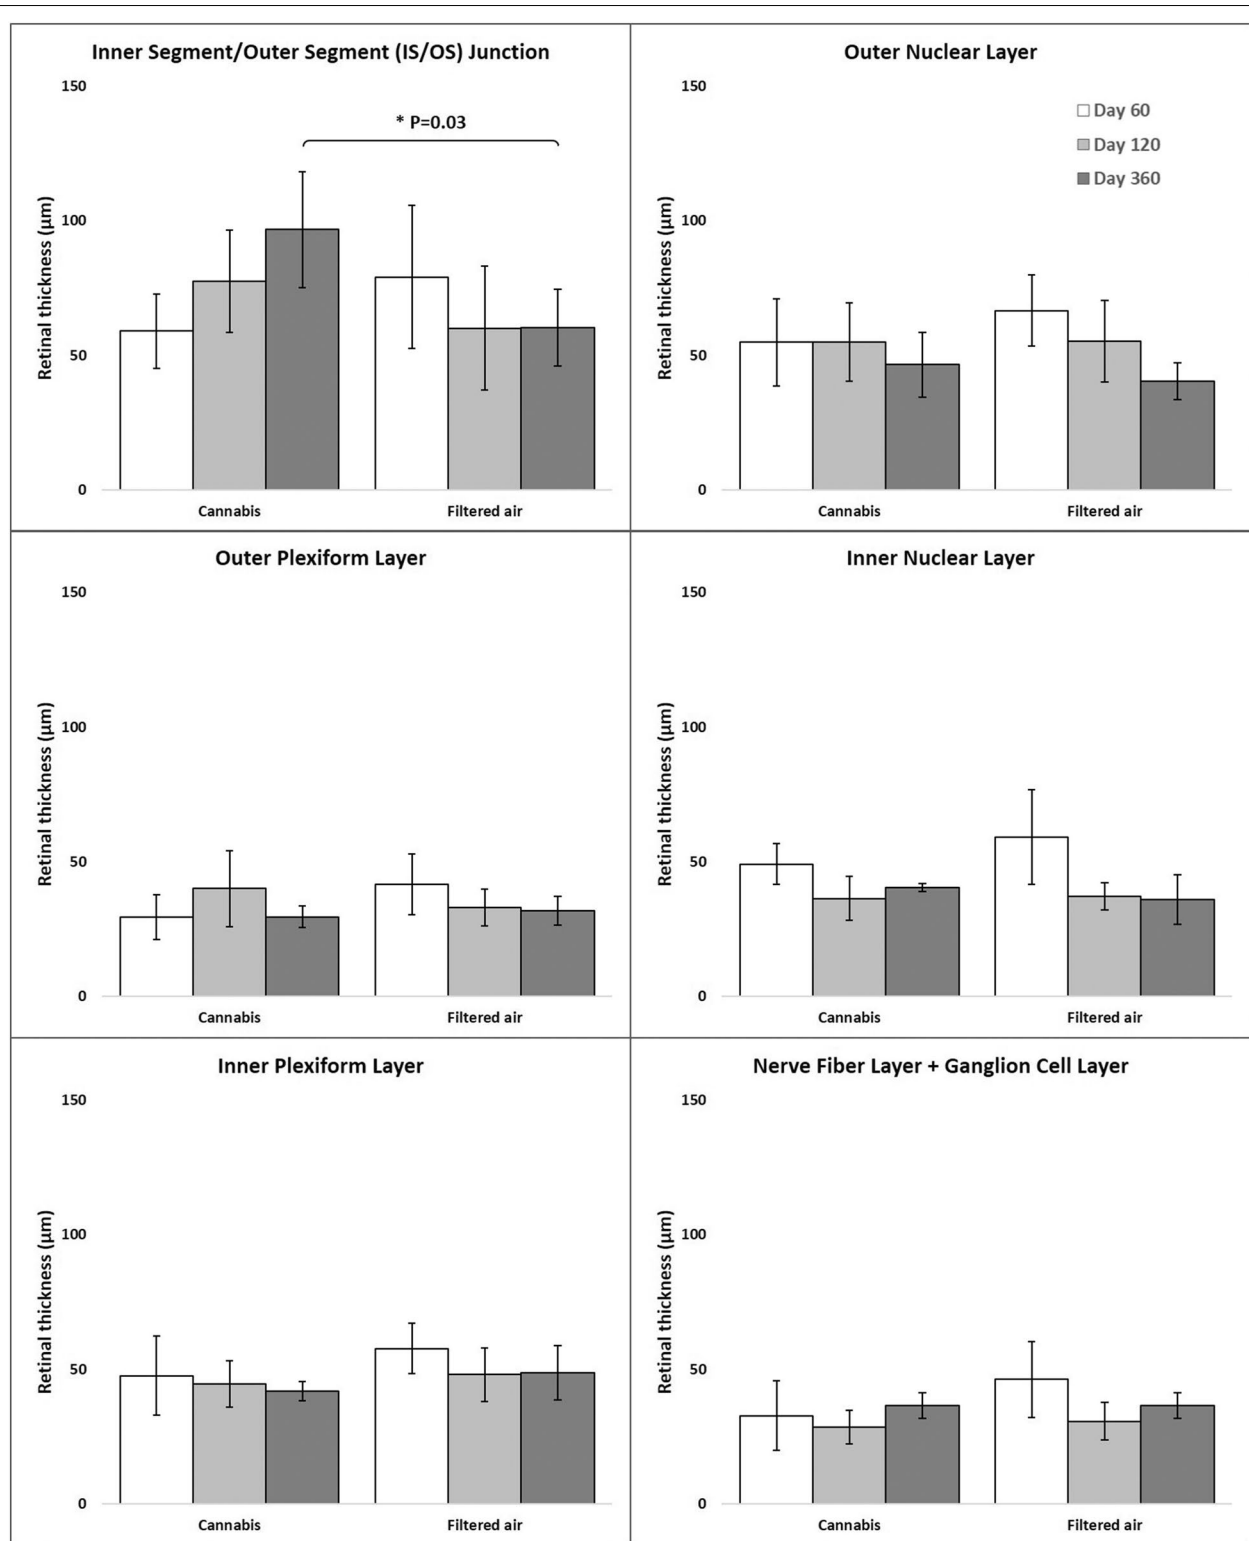 Inner Segment/Outer Segment (IS/OS) Junction
150
* P=0.03
100
Retinal thickness (μm)
50
0
Cannabis Filtered air
Outer Nuclear Layer
150
Day 60
Day 120
Day 360
100
Retinal thickness (μm)
50
0
Cannabis Filtered air
Outer Plexiform Layer
150
100
Retinal thickness (μm)
50
0
Cannabis Filtered air
Inner Nuclear Layer
150
100
Retinal thickness (μm)
50
0
Cannabis Filtered air
Inner Plexiform Layer
150
100
Retinal thickness (μm)
50
0
Cannabis Filtered air
Nerve Fiber Layer + Ganglion Cell Layer
150
100
Retinal thickness (μm)
50
0
Cannabis Filtered air